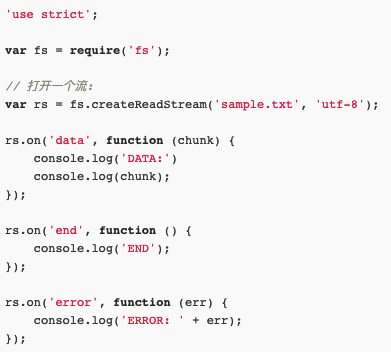 'use strict';
var fs = require('fs');
// 打开一个流:
var rs = fs.createReadStream('sample.txt', 'utf-8');
rs.on('data', function (chunk) {
    console.log('DATA:')
    console.log(chunk);
});
rs.on('end', function () {
    console.log('END');
});
rs.on('error', function (err) {
    console.log('ERROR: ' + err);
});